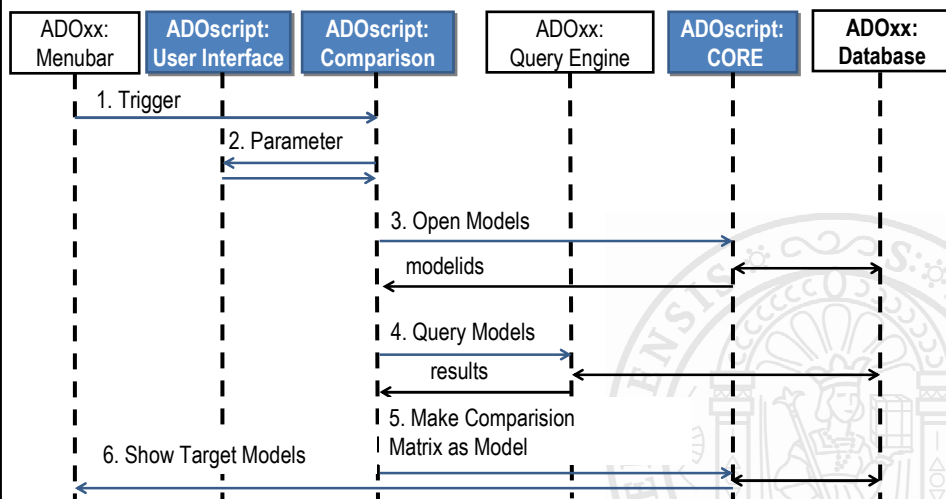 ADOxx:
Menubar
ADOscript:
User Interface
ADOscript:
Comparison
ADOxx:
Query Engine
ADOscript:
CORE
ADOxx:
Database
1. Trigger
2. Parameter
3. Open Models
modelids
4. Query Models
results
5. Make Comparision
Matrix as Model
6. Show Target Models